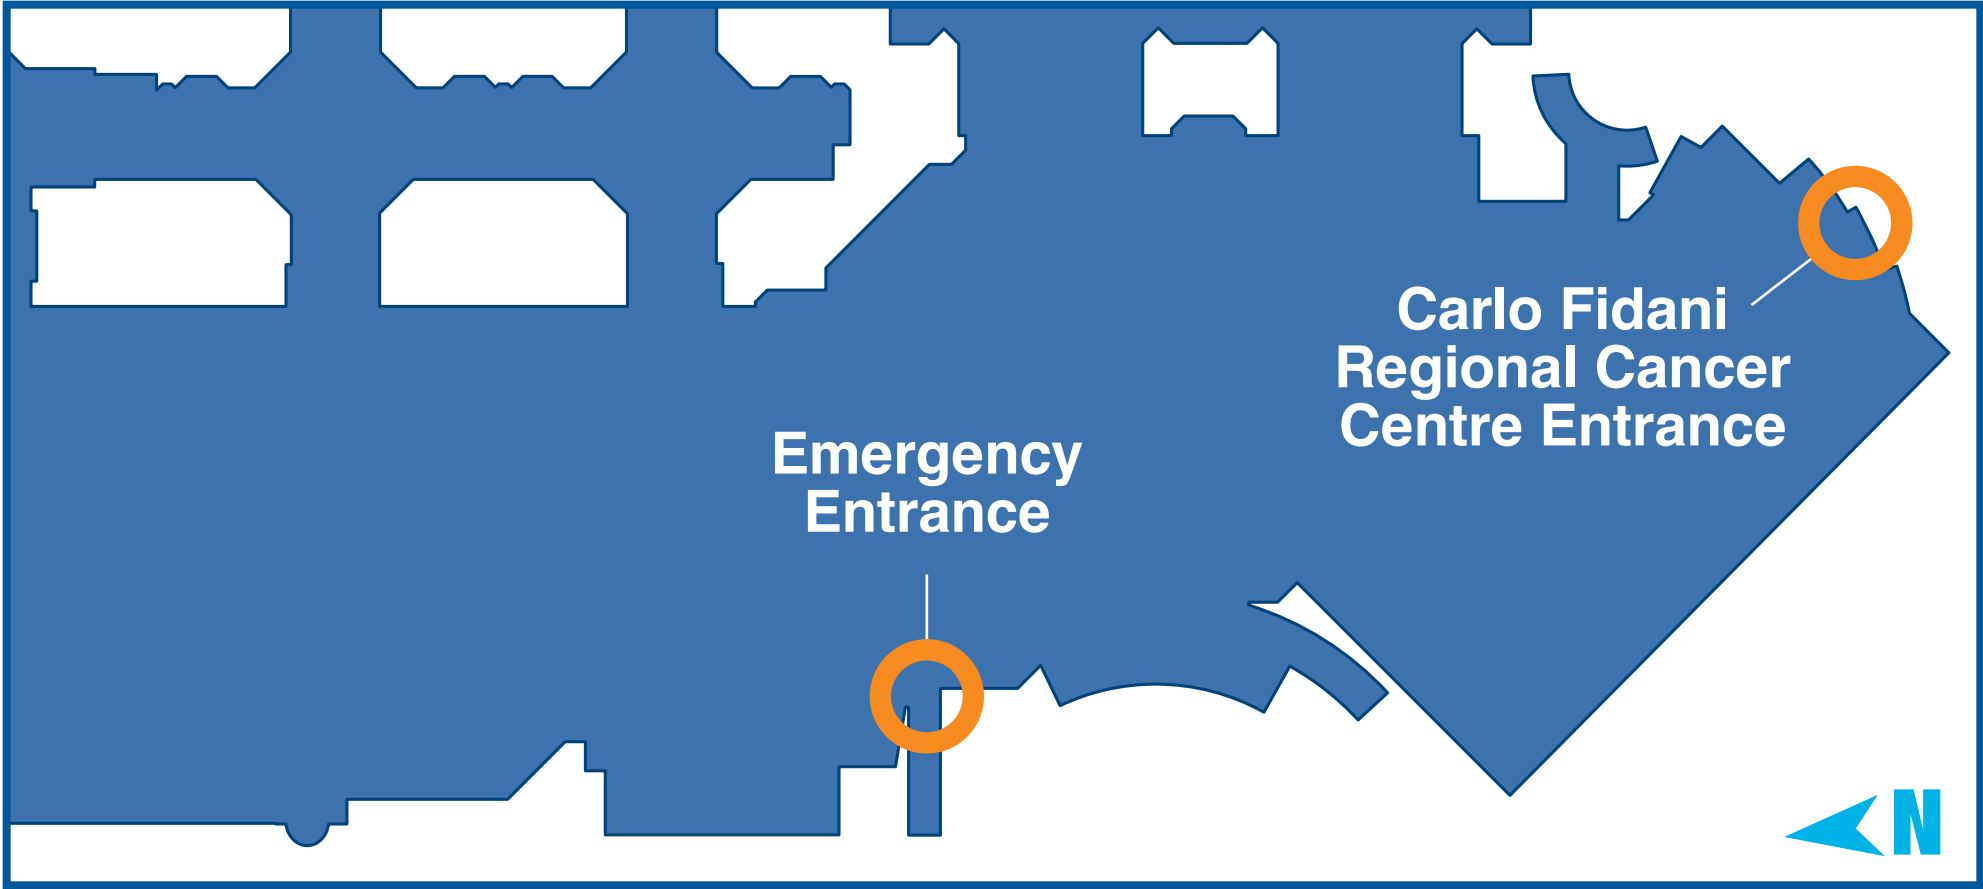 Carlo Fidani
Regional Cancer
Centre Entrance
Emergency
Entrance
N